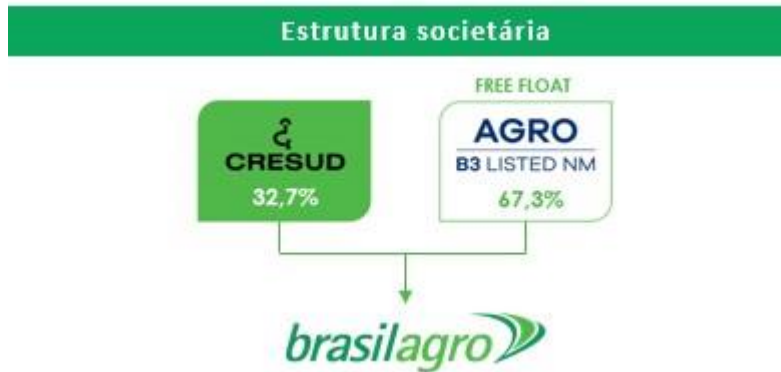 Estrutura societária
FREE FLOAT
CRESUD
32,7%
AGRO
B3 LISTED NM
67,3%
brasilagro